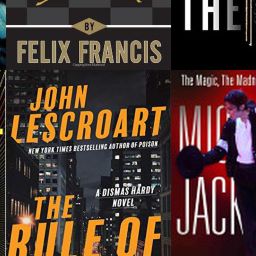 BY
FELIX FRANCIS
THE
JOHN
LESCROART
NEW YORK TIMES BESTSELLING AUTHOR OF POISON
A DISMAS HARDY
NOVEL
THE
RULE OF
The Magic, The Madn
MIC
JACK